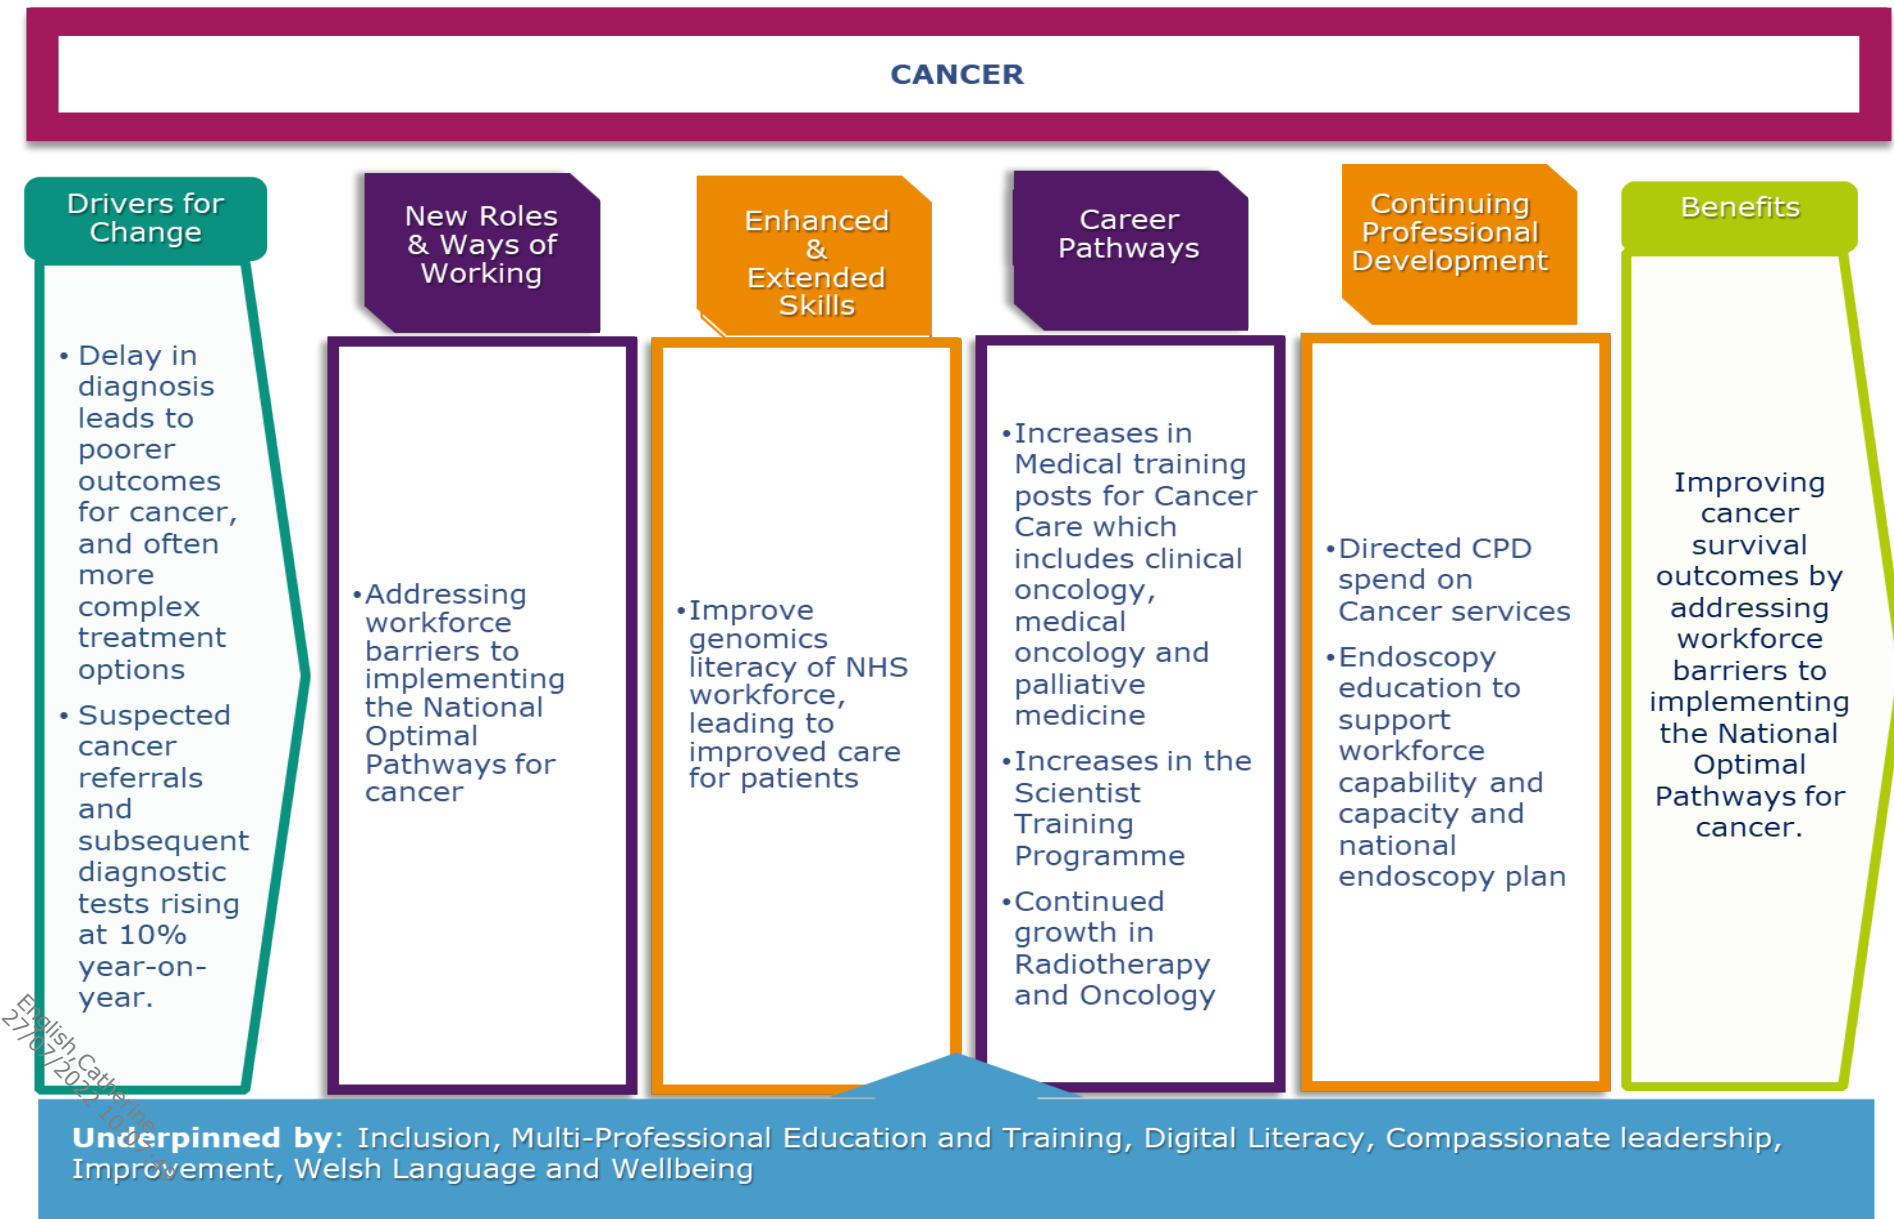 CANCER
Drivers for
Change
• Delay in
diagnosis
leads to
poorer
outcomes
for cancer,
and often
more
complex
treatment
options
• Suspected
cancer
referrals
and
subsequent
diagnostic
tests rising
at 10%
year-on-
year.
New Roles
& Ways of
Working
•Addressing
workforce
barriers to
implementing
the National
Optimal
Pathways for
cancer
Enhanced
&
Extended
Skills
•Improve
genomics
literacy of NHS
workforce,
leading to
improved care
for patients
Career
Pathways
•Increases in
Medical training
posts for Cancer
Care which
includes clinical
oncology,
medical
oncology and
palliative
medicine
•Increases in the
Scientist
Training
Programme
•Continued
growth in
Radiotherapy
and Oncology
Continuing
Professional
Development
•Directed CPD
spend on
Cancer services
•Endoscopy
education to
support
workforce
capability and
capacity and
national
endoscopy plan
Benefits
Improving
cancer
survival
outcomes by
addressing
workforce
barriers to
implementing
the National
Optimal
Pathways for
cancer.
Underpinned by: Inclusion, Multi-Professional Education and Training, Digital Literacy, Compassionate leadership,
Improvement, Welsh Language and Wellbeing
English,Catherine
27/07/2022